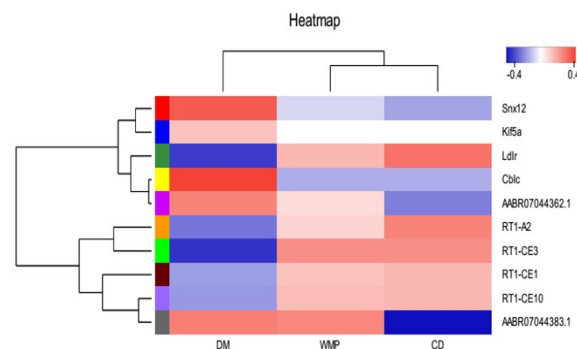 Heatmap
-0.4 0.4
Snx12
Kif5a
Ldlr
Cblc
AABR07044362.1
RT1-A2
RT1-CE3
RT1-CE1
RT1-CE10
AABR07044383.1
DM WMP CD